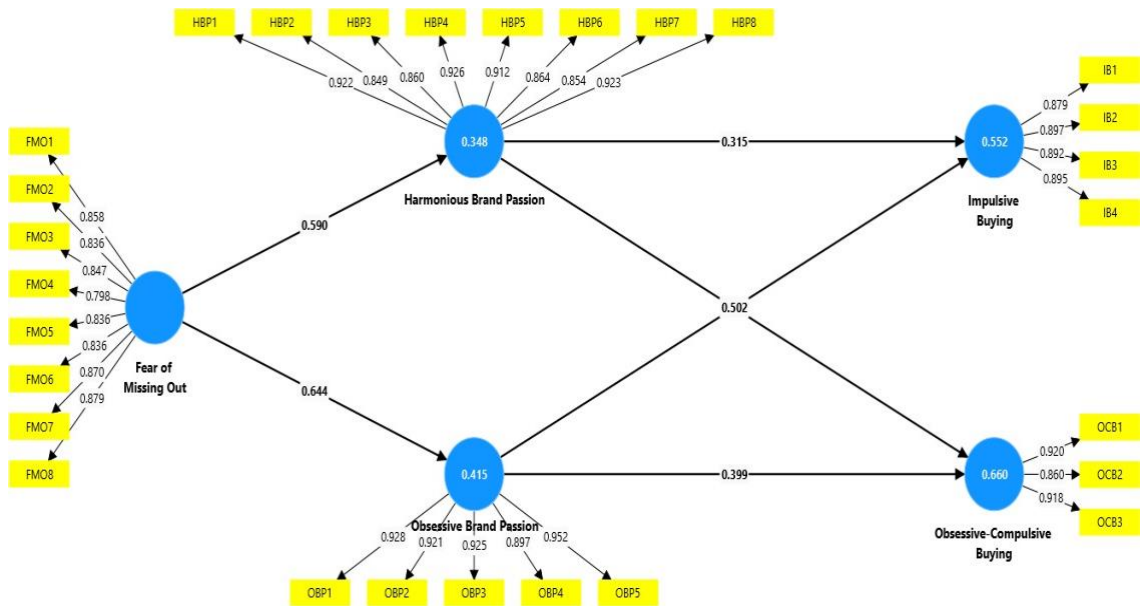 HBP1 HBP2 HBP3 HBP4 HBP5 HBP6 HBP7 HBP8
0.922 0.849 0.860 0.926 0.912 0.864 0.854 0.923
IB1
IB2
IB3
IB4
0.879
0.897
0.892
0.895
FMO1
FMO2
FMO3
FMO4
FMO5
FMO6
FMO7
FMO8
0.858
0.836
0.847
0.798
0.836
0.836
0.870
0.879
0.348
Harmonious Brand Passion
0.315
0.552
Impulsive
Buying
0.590
Fear of
Missing Out
0.502
0.644
0.415
Obsessive Brand Passion
0.399
0.660
Obsessive-Compulsive
Buying
OCB1
OCB2
OCB3
0.920
0.860
0.918
0.928 0.921 0.925 0.897 0.952
OBP1 OBP2 OBP3 OBP4 OBP5